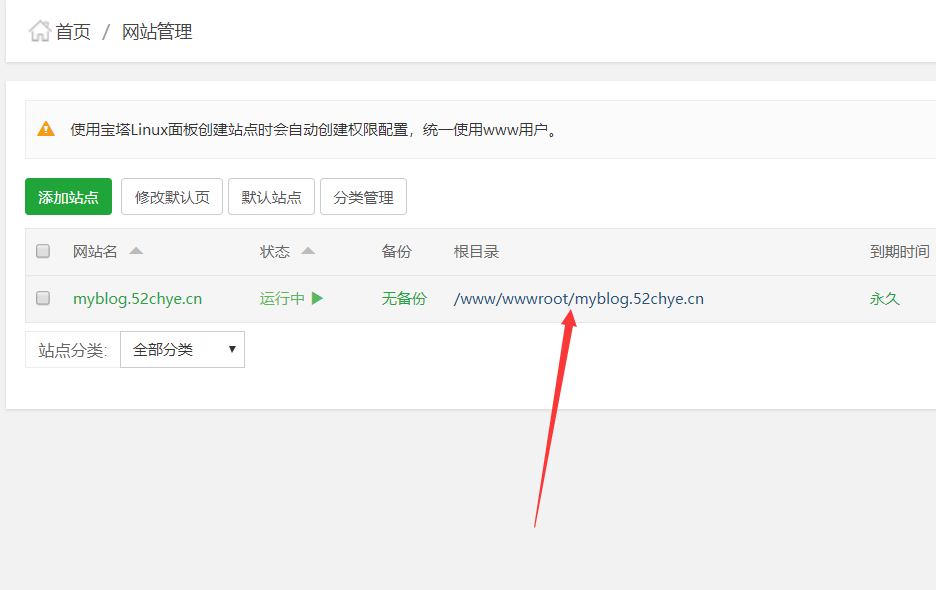 首页 / 网站管理
使用宝塔Linux面板创建站点时会自动创建权限配置，统一使用www用户。
添加站点 修改默认页 默认站点 分类管理
网站名 状态 备份 根目录 到期时间
myblog.52chye.cn 运行中 无备份 /www/wwwroot/myblog.52chye.cn 永久
站点分类: 全部分类